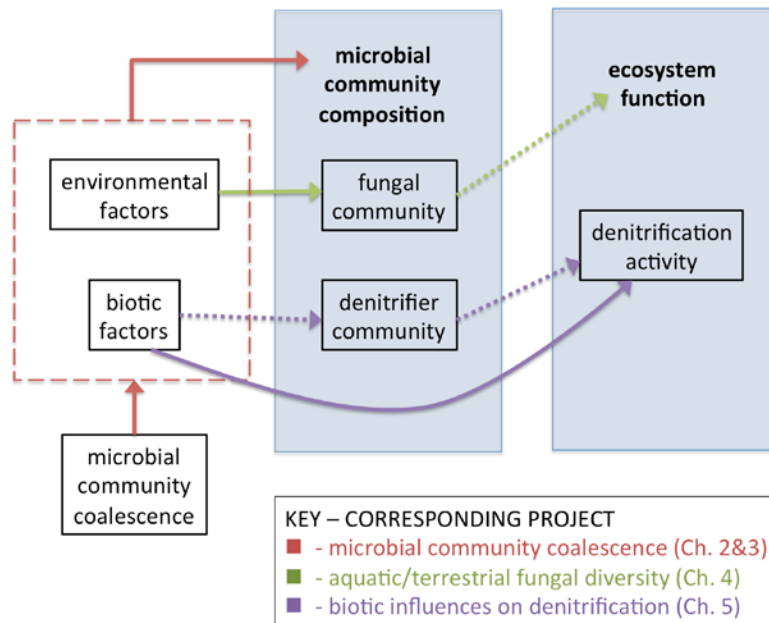 microbial
community
composition
ecosystem
function
environmental
factors
fungal
community
denitrification
activity
biotic
factors
denitrifier
community
microbial
community
coalescence
KEY – CORRESPONDING PROJECT
- microbial community coalescence (Ch. 2&3)
- aquatic/terrestrial fungal diversity (Ch. 4)
- biotic influences on denitrification (Ch. 5)